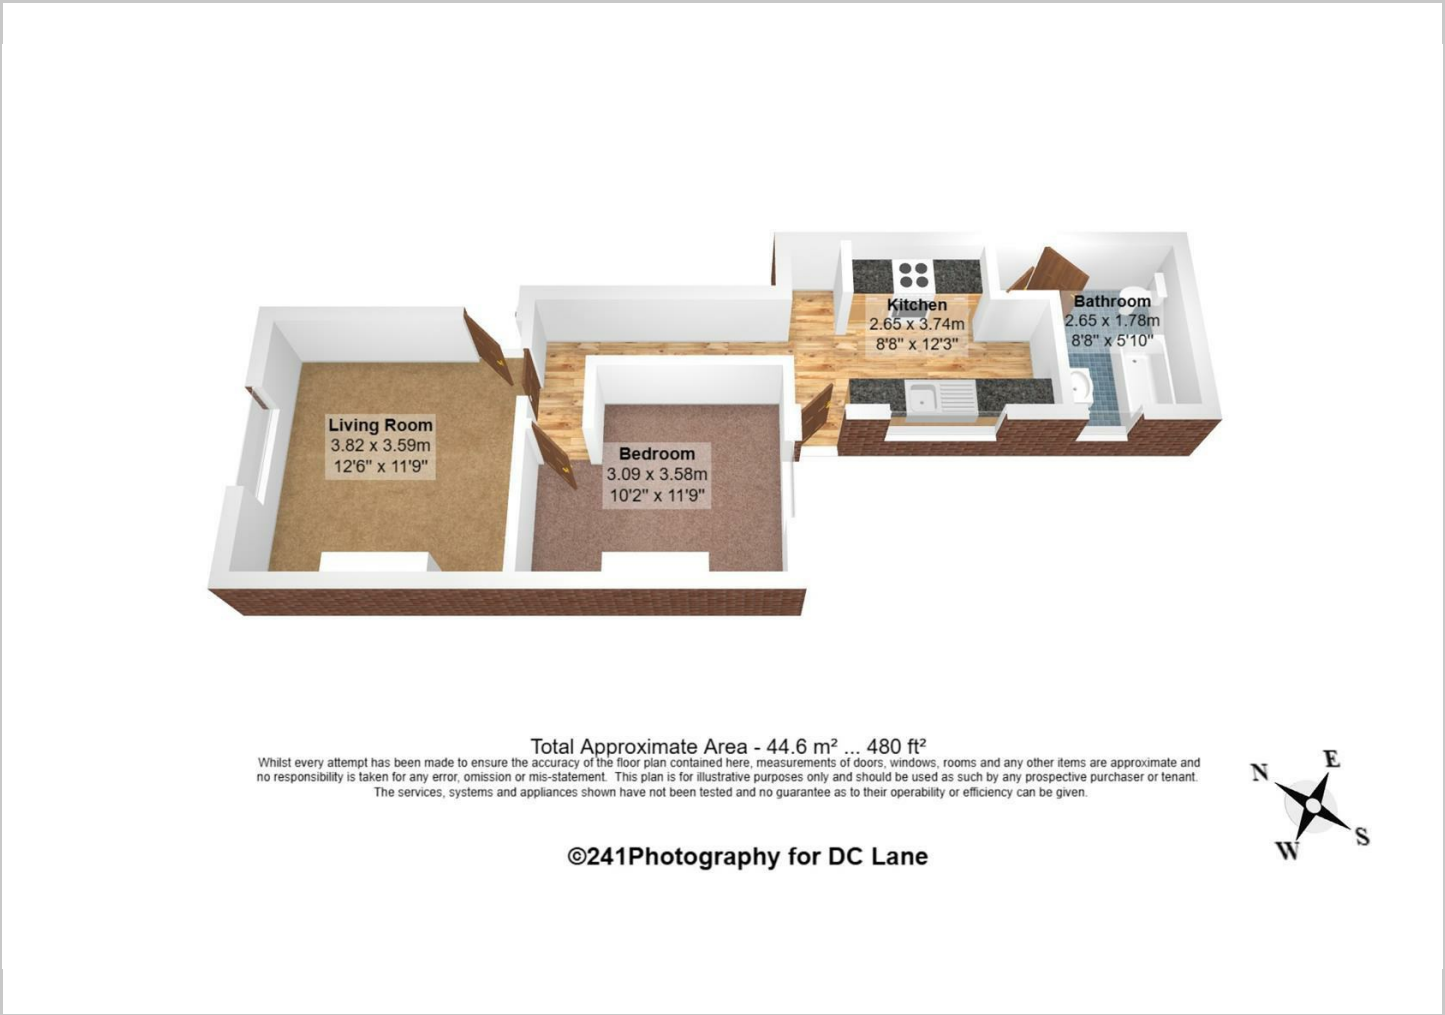 Kitchen
2.65 x 3.74m
8'8" x 12'3"
Bathroom
2.65 x 1.78m
8'8" x 5'10"
Living Room
3.82 x 3.59m
12'6" x 11'9"
Bedroom
3.09 x 3.58m
10'2" x 11'9"
Total Approximate Area - 44.6 m² ... 480 ft²
Whilst every attempt has been made to ensure the accuracy of the floor plan contained here, measurements of doors, windows, rooms and any other items are approximate and
no responsibility is taken for any error, omission or mis-statement. This plan is for illustrative purposes only and should be used as such by any prospective purchaser or tenant.
The services, systems and appliances shown have not been tested and no guarantee as to their operability or efficiency can be given.
E
N
S
W
©241Photography for DC Lane